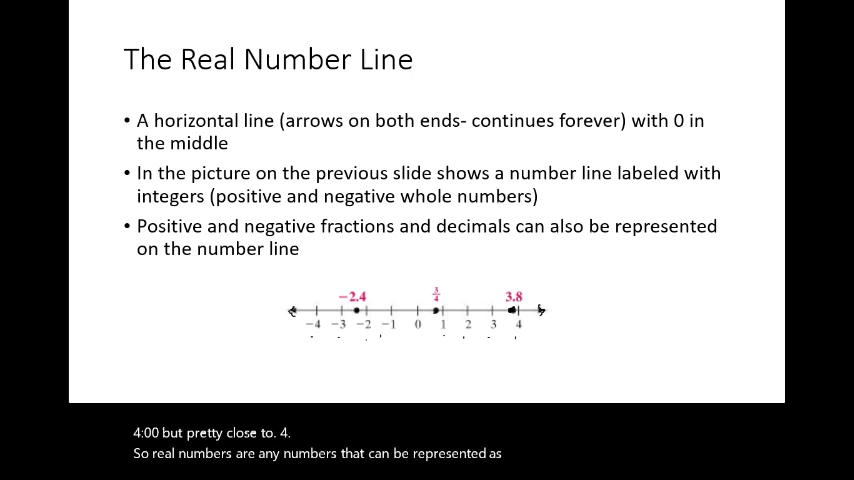 The Real Number Line
• A horizontal line (arrows on both ends- continues forever) with 0 in
the middle
• In the picture on the previous slide shows a number line labeled with
integers (positive and negative whole numbers)
• Positive and negative fractions and decimals can also be represented
on the number line
−2.4 3/4 3.8
−4 −3 −2 −1 0 1 2 3 4
4:00 but pretty close to. 4.
So real numbers are any numbers that can be represented as